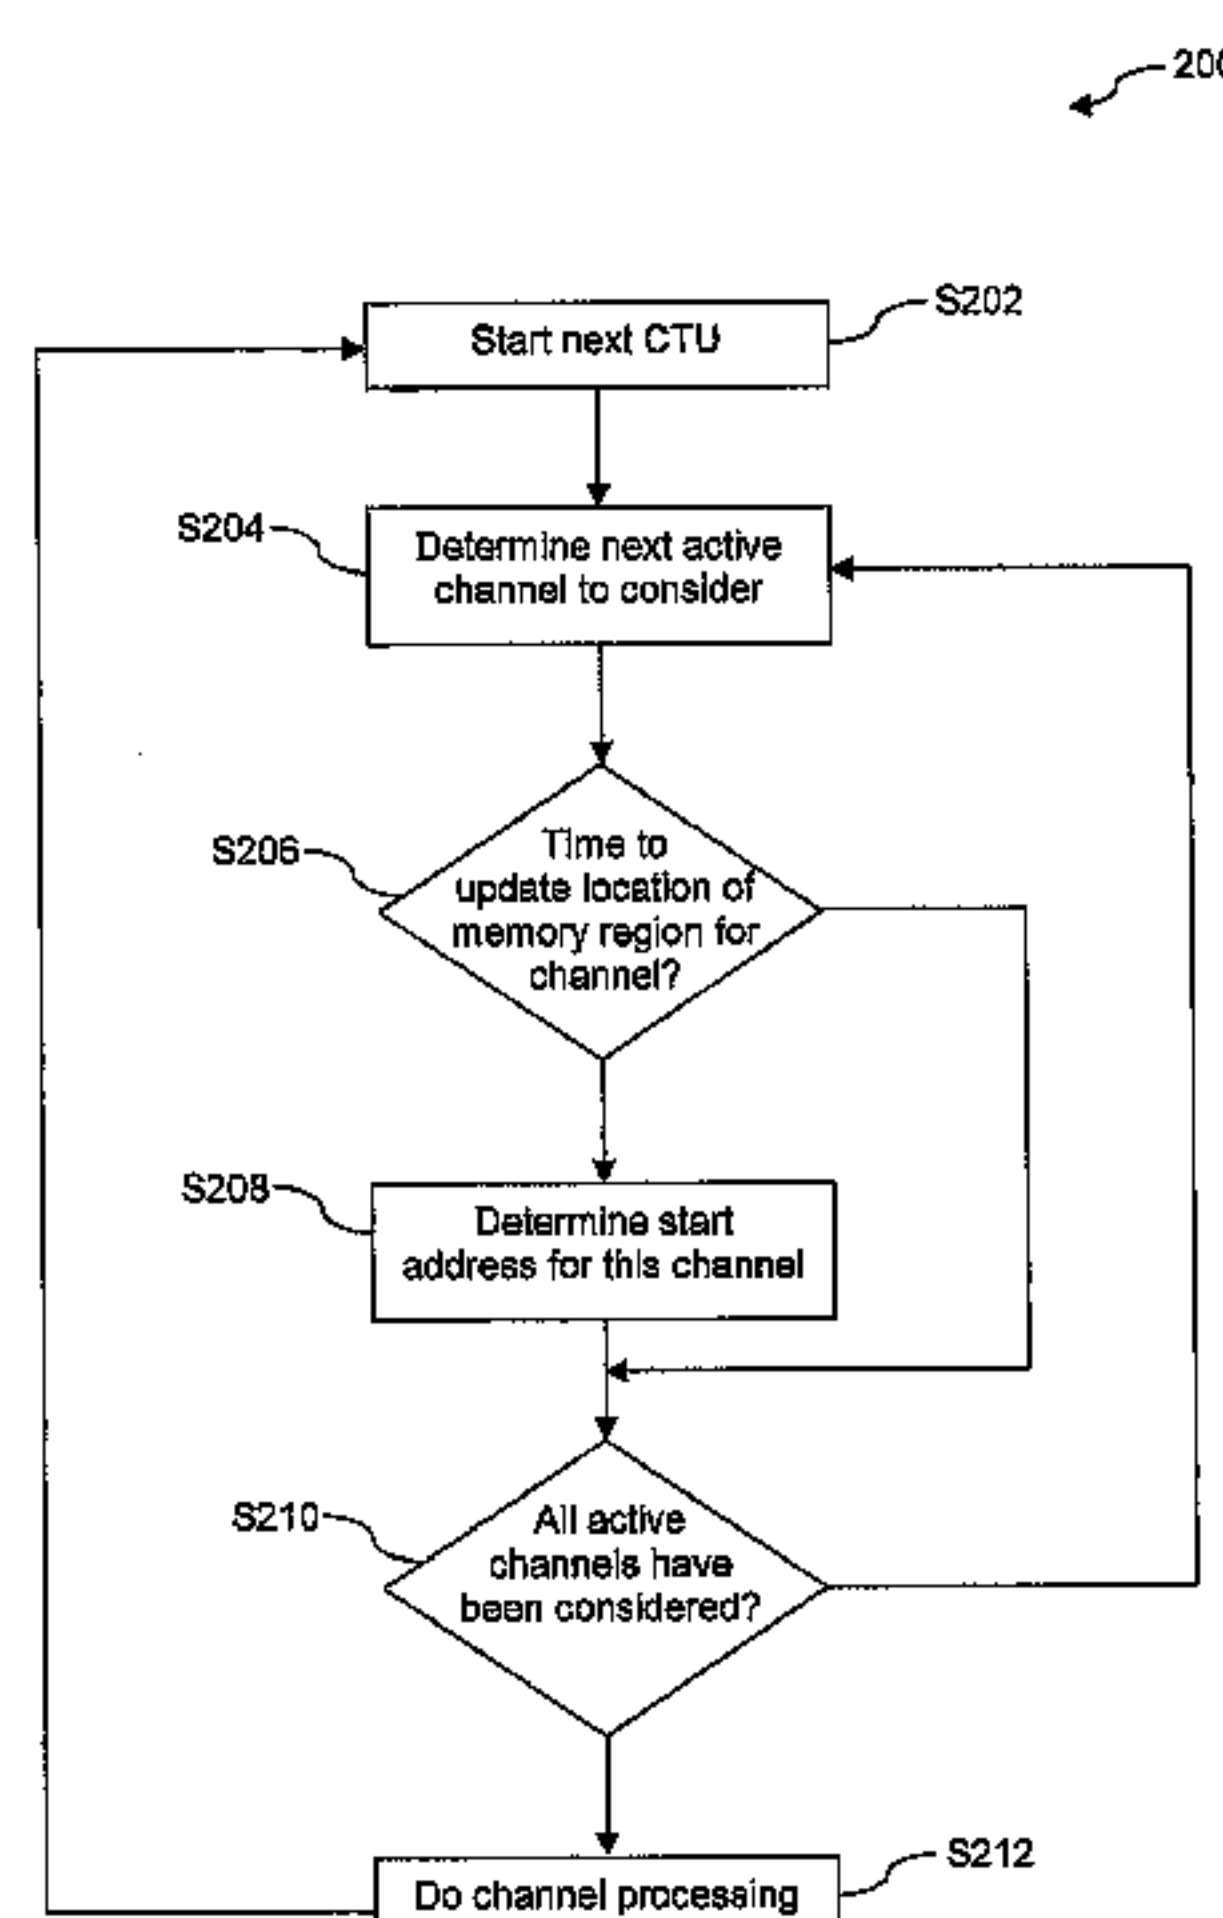 200
Start next CTU
S202
S204
Determine next active
channel to consider
S206
Time to
update location of
memory region for
channel?
S208
Determine start
address for this channel
S210
All active
channels have
been considered?
S212
Do channel processing